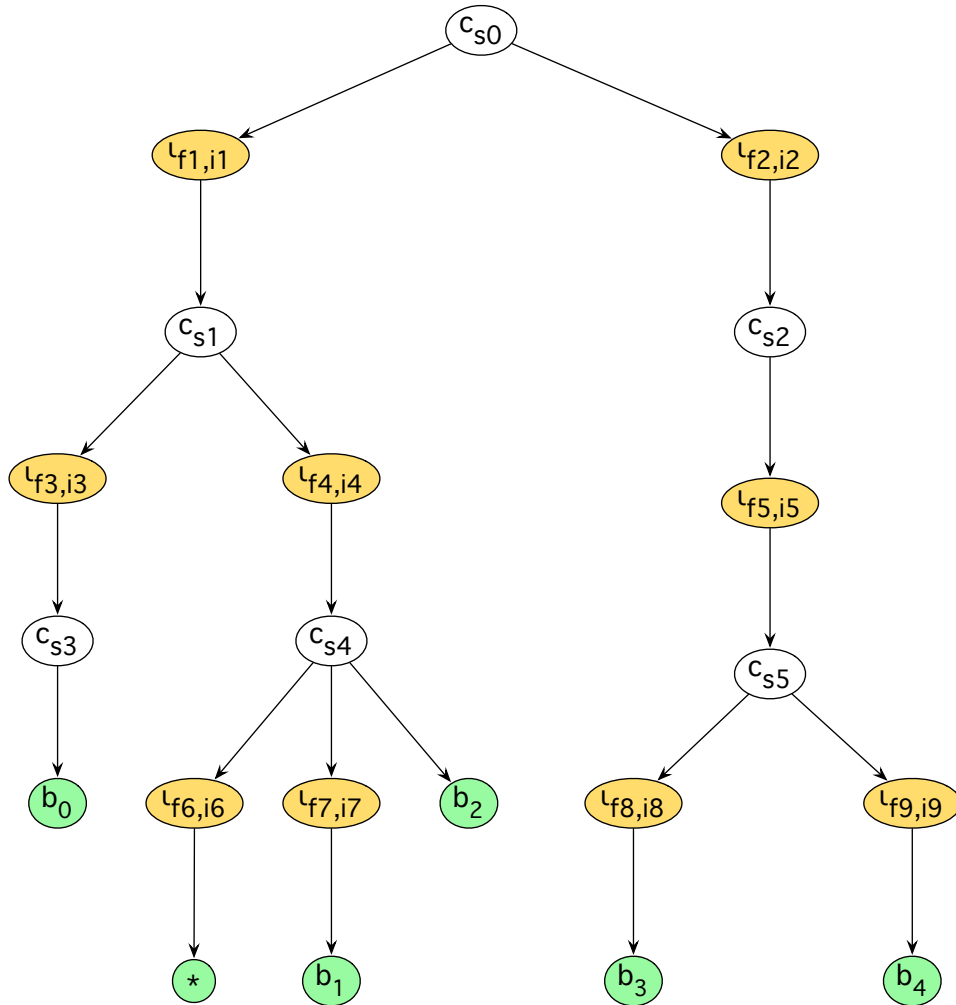 c_s0
ι_f1,i1
ι_f2,i2
c_s1
c_s2
ι_f3,i3
ι_f4,i4
ι_f5,i5
c_s3
c_s4
c_s5
b_0
ι_f6,i6
ι_f7,i7
b_2
ι_f8,i8
ι_f9,i9
*
b_1
b_3
b_4